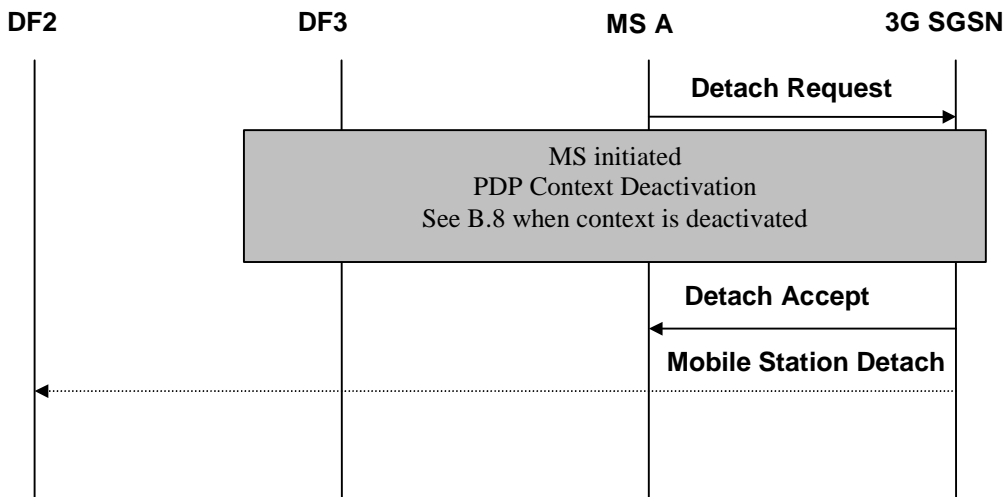 DF2
DF3
MS A
3G SGSN
Detach Request
MS initiated
PDP Context Deactivation
See B.8 when context is deactivated
Detach Accept
Mobile Station Detach